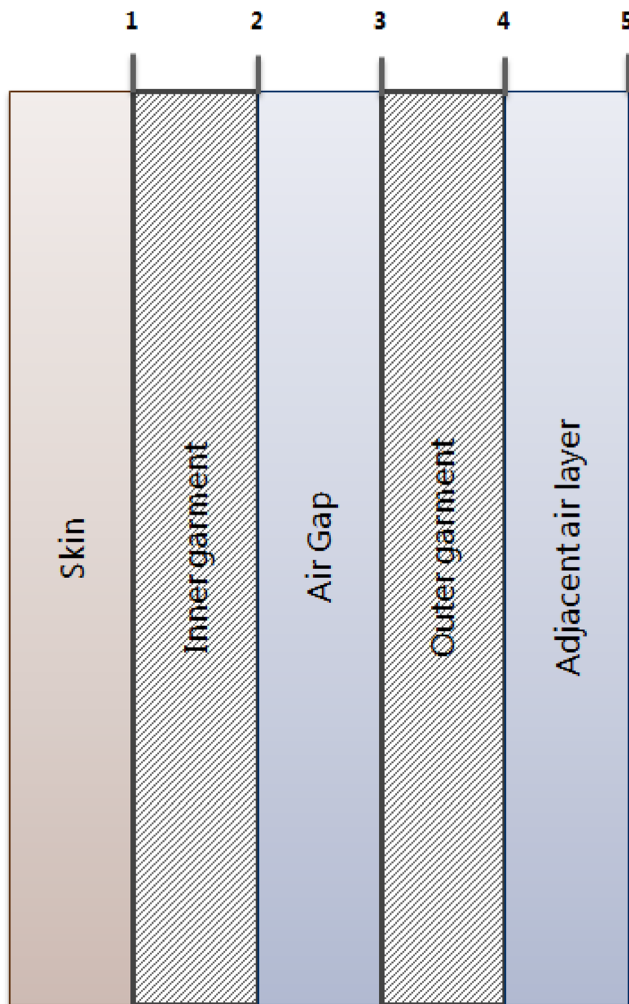 1 2 3 4 5
Skin
Inner garment
Air Gap
Outer garment
Adjacent air layer